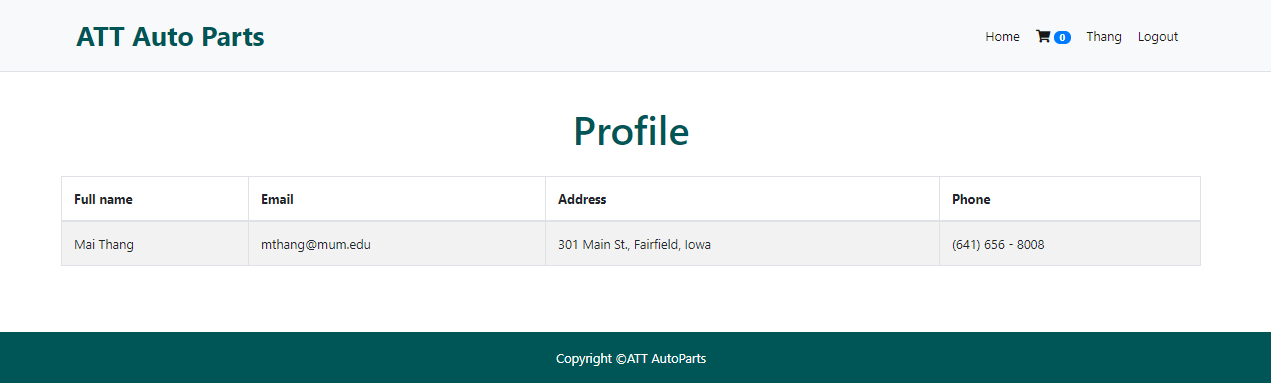 ATT Auto Parts
Home 0 Thang Logout
Profile
Full name Email Address Phone
Mai Thang mthang@mum.edu 301 Main St., Fairfield, Iowa (641) 656 - 8008
Copyright ©ATT AutoParts